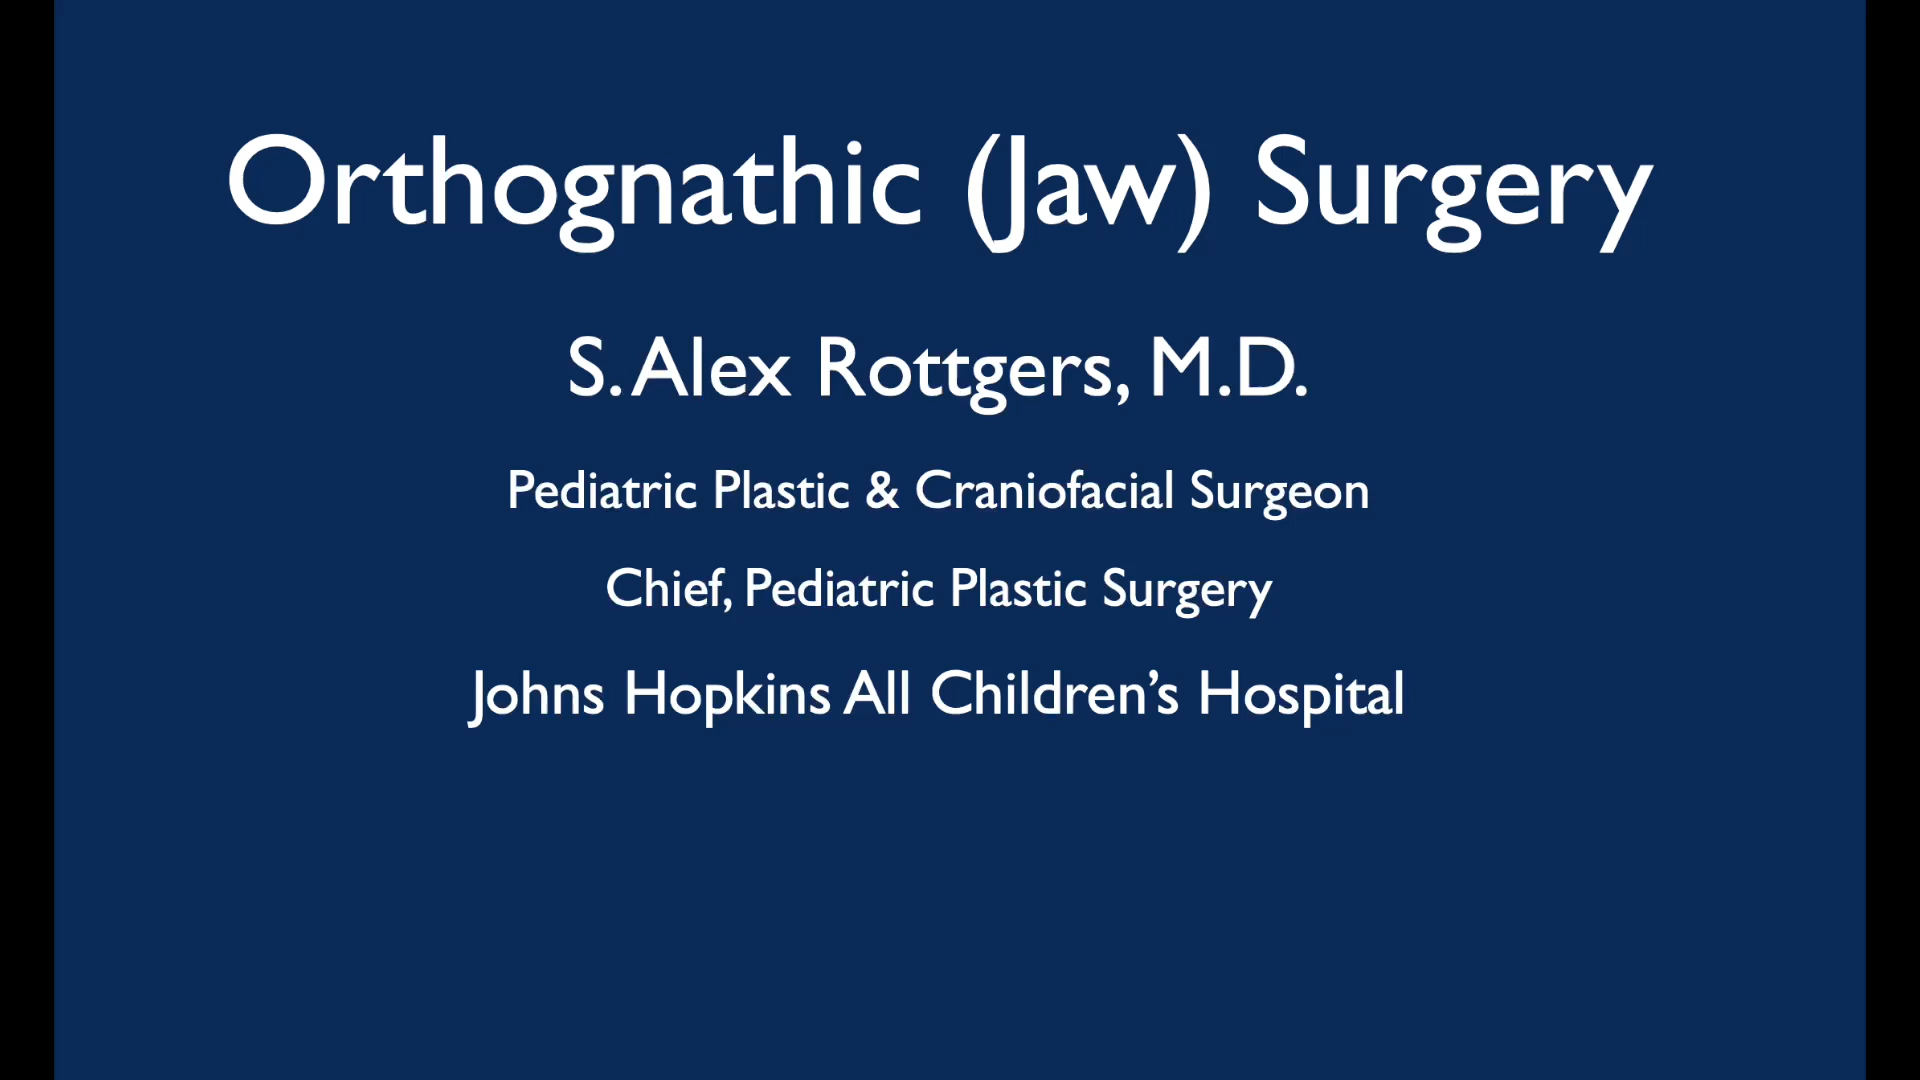 Orthognathic (Jaw) Surgery
S. Alex Rottgers, M.D.
Pediatric Plastic & Craniofacial Surgeon
Chief, Pediatric Plastic Surgery
Johns Hopkins All Children’s Hospital